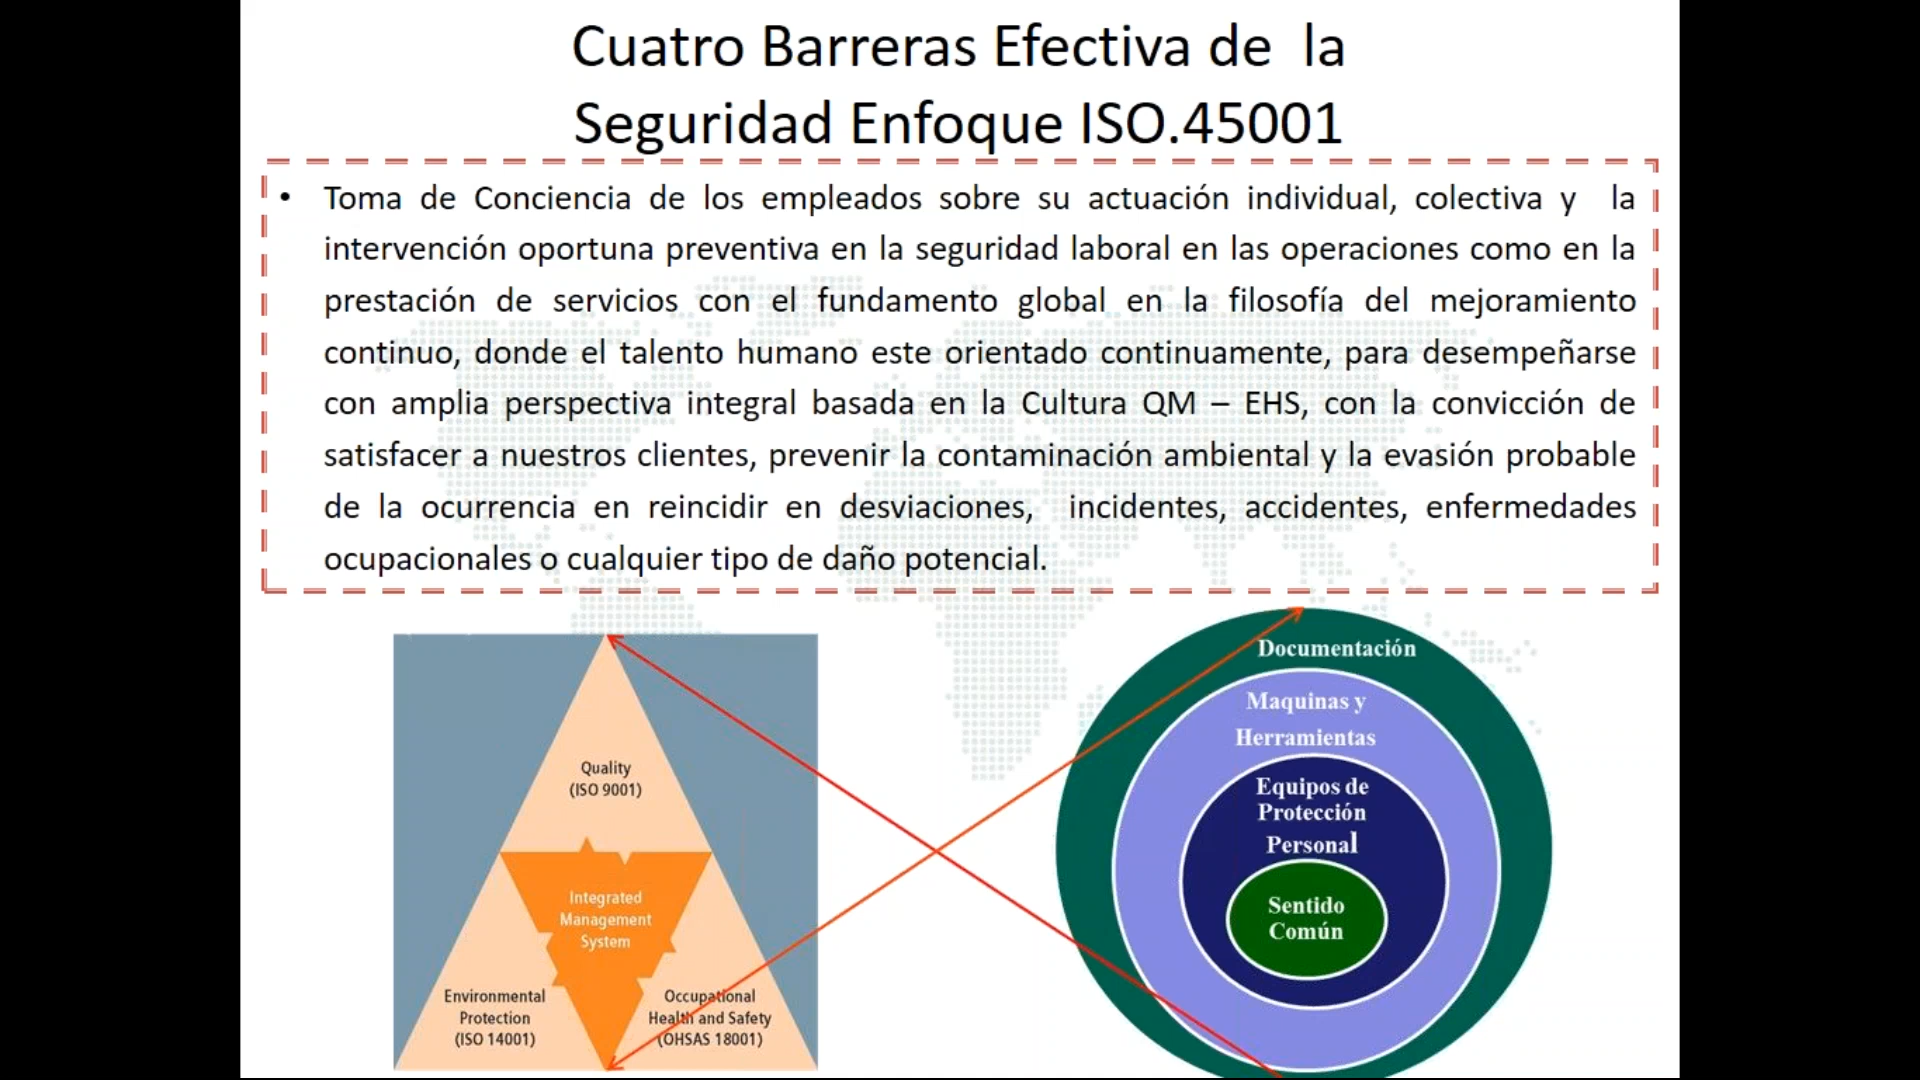 Cuatro Barreras Efectiva de la
Seguridad Enfoque ISO.45001
• Toma de Conciencia de los empleados sobre su actuación individual, colectiva y la
intervención oportuna preventiva en la seguridad laboral en las operaciones como en la
prestación de servicios con el fundamento global en la filosofía del mejoramiento
continuo, donde el talento humano este orientado continuamente, para desempeñarse
con amplia perspectiva integral basada en la Cultura QM – EHS, con la convicción de
satisfacer a nuestros clientes, prevenir la contaminación ambiental y la evasión probable
de la ocurrencia en reincidir en desviaciones, incidentes, accidentes, enfermedades
ocupacionales o cualquier tipo de daño potencial.
Quality
(ISO 9001)
Integrated
Management
System
Environmental
Protection
(ISO 14001)
Occupational
Health and Safety
(OHSAS 18001)
Documentación
Maquinas y
Herramientas
Equipos de
Protección
Personal
Sentido
Común